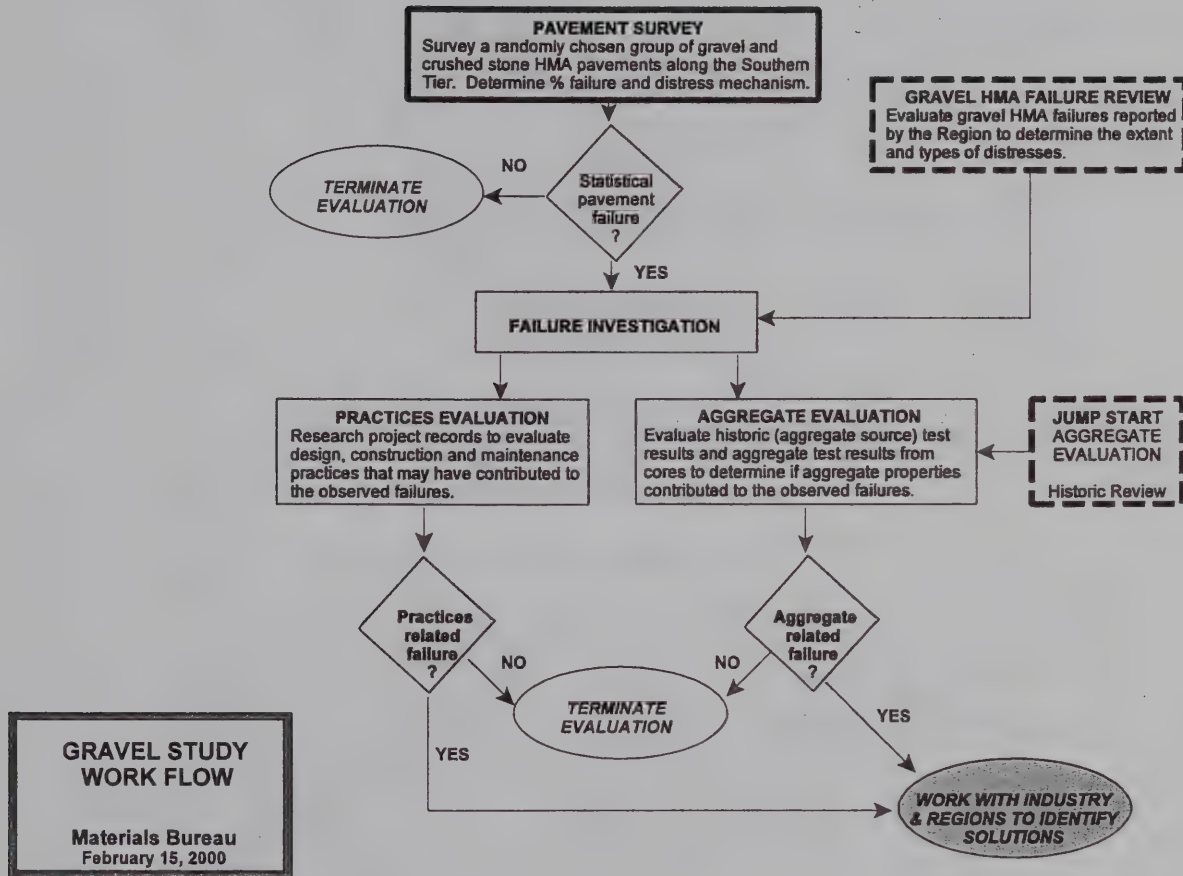 PAVEMENT SURVEY
Survey a randomly chosen group of gravel and
crushed stone HMA pavements along the Southern
Tier. Determine % failure and distress mechanism.
GRAVEL HMA FAILURE REVIEW
Evaluate gravel HMA failures reported
by the Region to determine the extent
and types of distresses.
NO
TERMINATE
EVALUATION
Statistical
pavement
failure
?
YES
FAILURE INVESTIGATION
PRACTICES EVALUATION
Research project records to evaluate
design, construction and maintenance
practices that may have contributed to
the observed failures.
AGGREGATE EVALUATION
Evaluate historic (aggregate source) test
results and aggregate test results from
cores to determine if aggregate properties
contributed to the observed failures.
JUMP START
AGGREGATE
EVALUATION
Historic Review
Practices
related
failure
?
NO
Aggregate
related
failure
?
NO
TERMINATE
EVALUATION
YES
YES
WORK WITH INDUSTRY
& REGIONS TO IDENTIFY
SOLUTIONS
GRAVEL STUDY
WORK FLOW
Materials Bureau
February 15, 2000